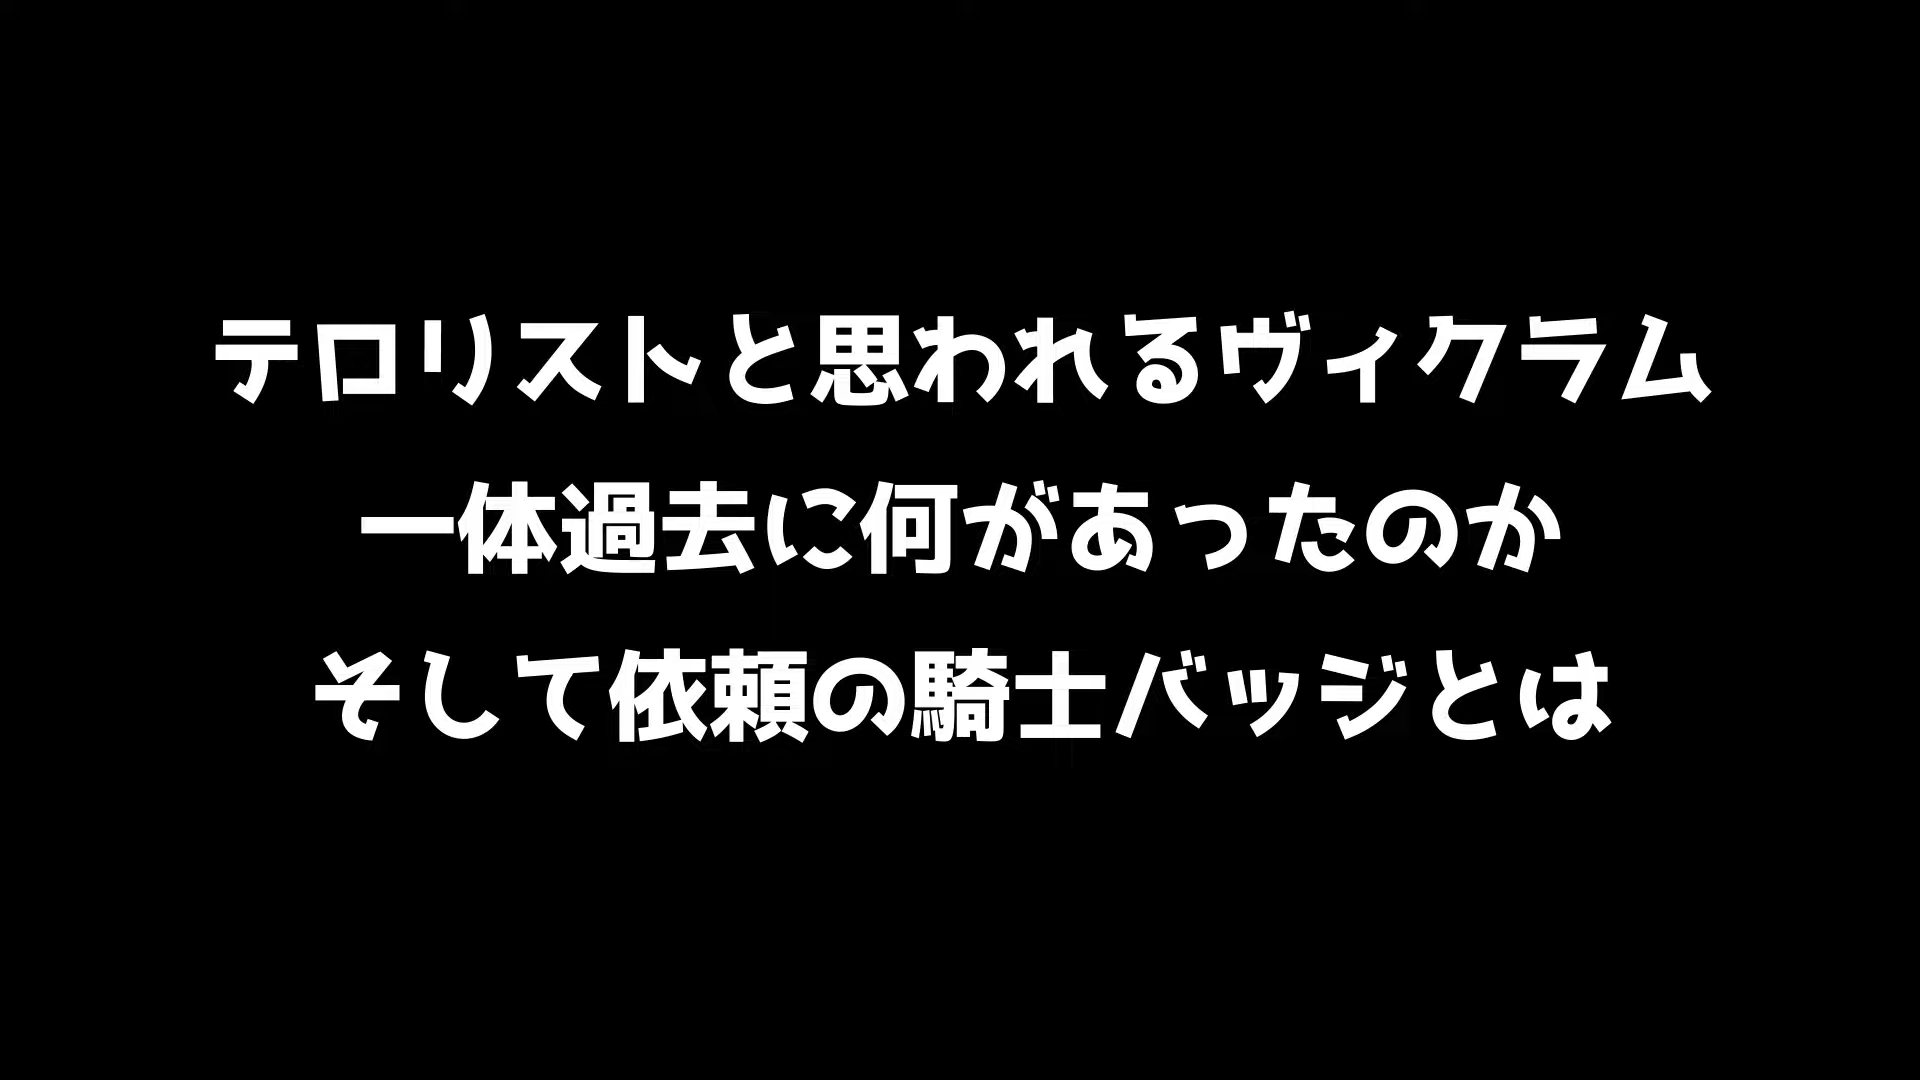 テロリストと思われるヴィクラム
一体過去に何があったのか
そして依頼の騎士バッジとは